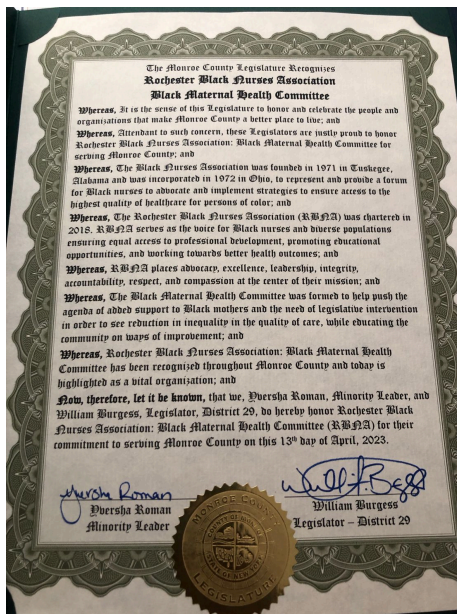 The Monroe County Legislature Recognizes
Rochester Black Nurses Association
Black Maternal Health Committee
Whereas, It is the sense of this Legislature to honor and celebrate the people and
organizations that make Monroe County a better place to live; and
Whereas, Attendant to such concern, these Legislators are justly proud to honor
Rochester Black Nurses Association: Black Maternal Health Committee for
serving Monroe County; and
Whereas, The Black Nurses Association was founded in 1971 in Tuskegee,
Alabama and was incorporated in 1972 in Ohio, to represent and provide a forum
for Black nurses to advocate and implement strategies to ensure access to the
highest quality of healthcare for persons of color; and
Whereas, The Rochester Black Nurses Association (RBNA) was chartered in
2018. RBNA serves as the voice for Black nurses and diverse populations
ensuring equal access to professional development, promoting educational
opportunities, and working towards better health outcomes; and
Whereas, RBNA places advocacy, excellence, leadership, integrity,
accountability, respect, and compassion at the center of their mission; and
Whereas, The Black Maternal Health Committee was formed to help push the
agenda of added support to Black mothers and the need of legislative intervention
in order to see reduction in inequality in the quality of care, while educating the
community on ways of improvement; and
Whereas, Rochester Black Nurses Association: Black Maternal Health
Committee has been recognized throughout Monroe County and today is
highlighted as a vital organization; and
Now, therefore, let it be known, that we, Yversha Roman, Minority Leader, and
William Burgess, Legislator, District 29, do hereby honor Rochester Black
Nurses Association: Black Maternal Health Committee (RBNA) for their
commitment to serving Monroe County on this 13th day of April, 2023.
Yversha Roman
Yversha Roman
Minority Leader
William Burgess
Legislator – District 29
MONROE COUNTY
COUNTY OF MONROE
STATE OF NEW YORK
LEGISLATURE